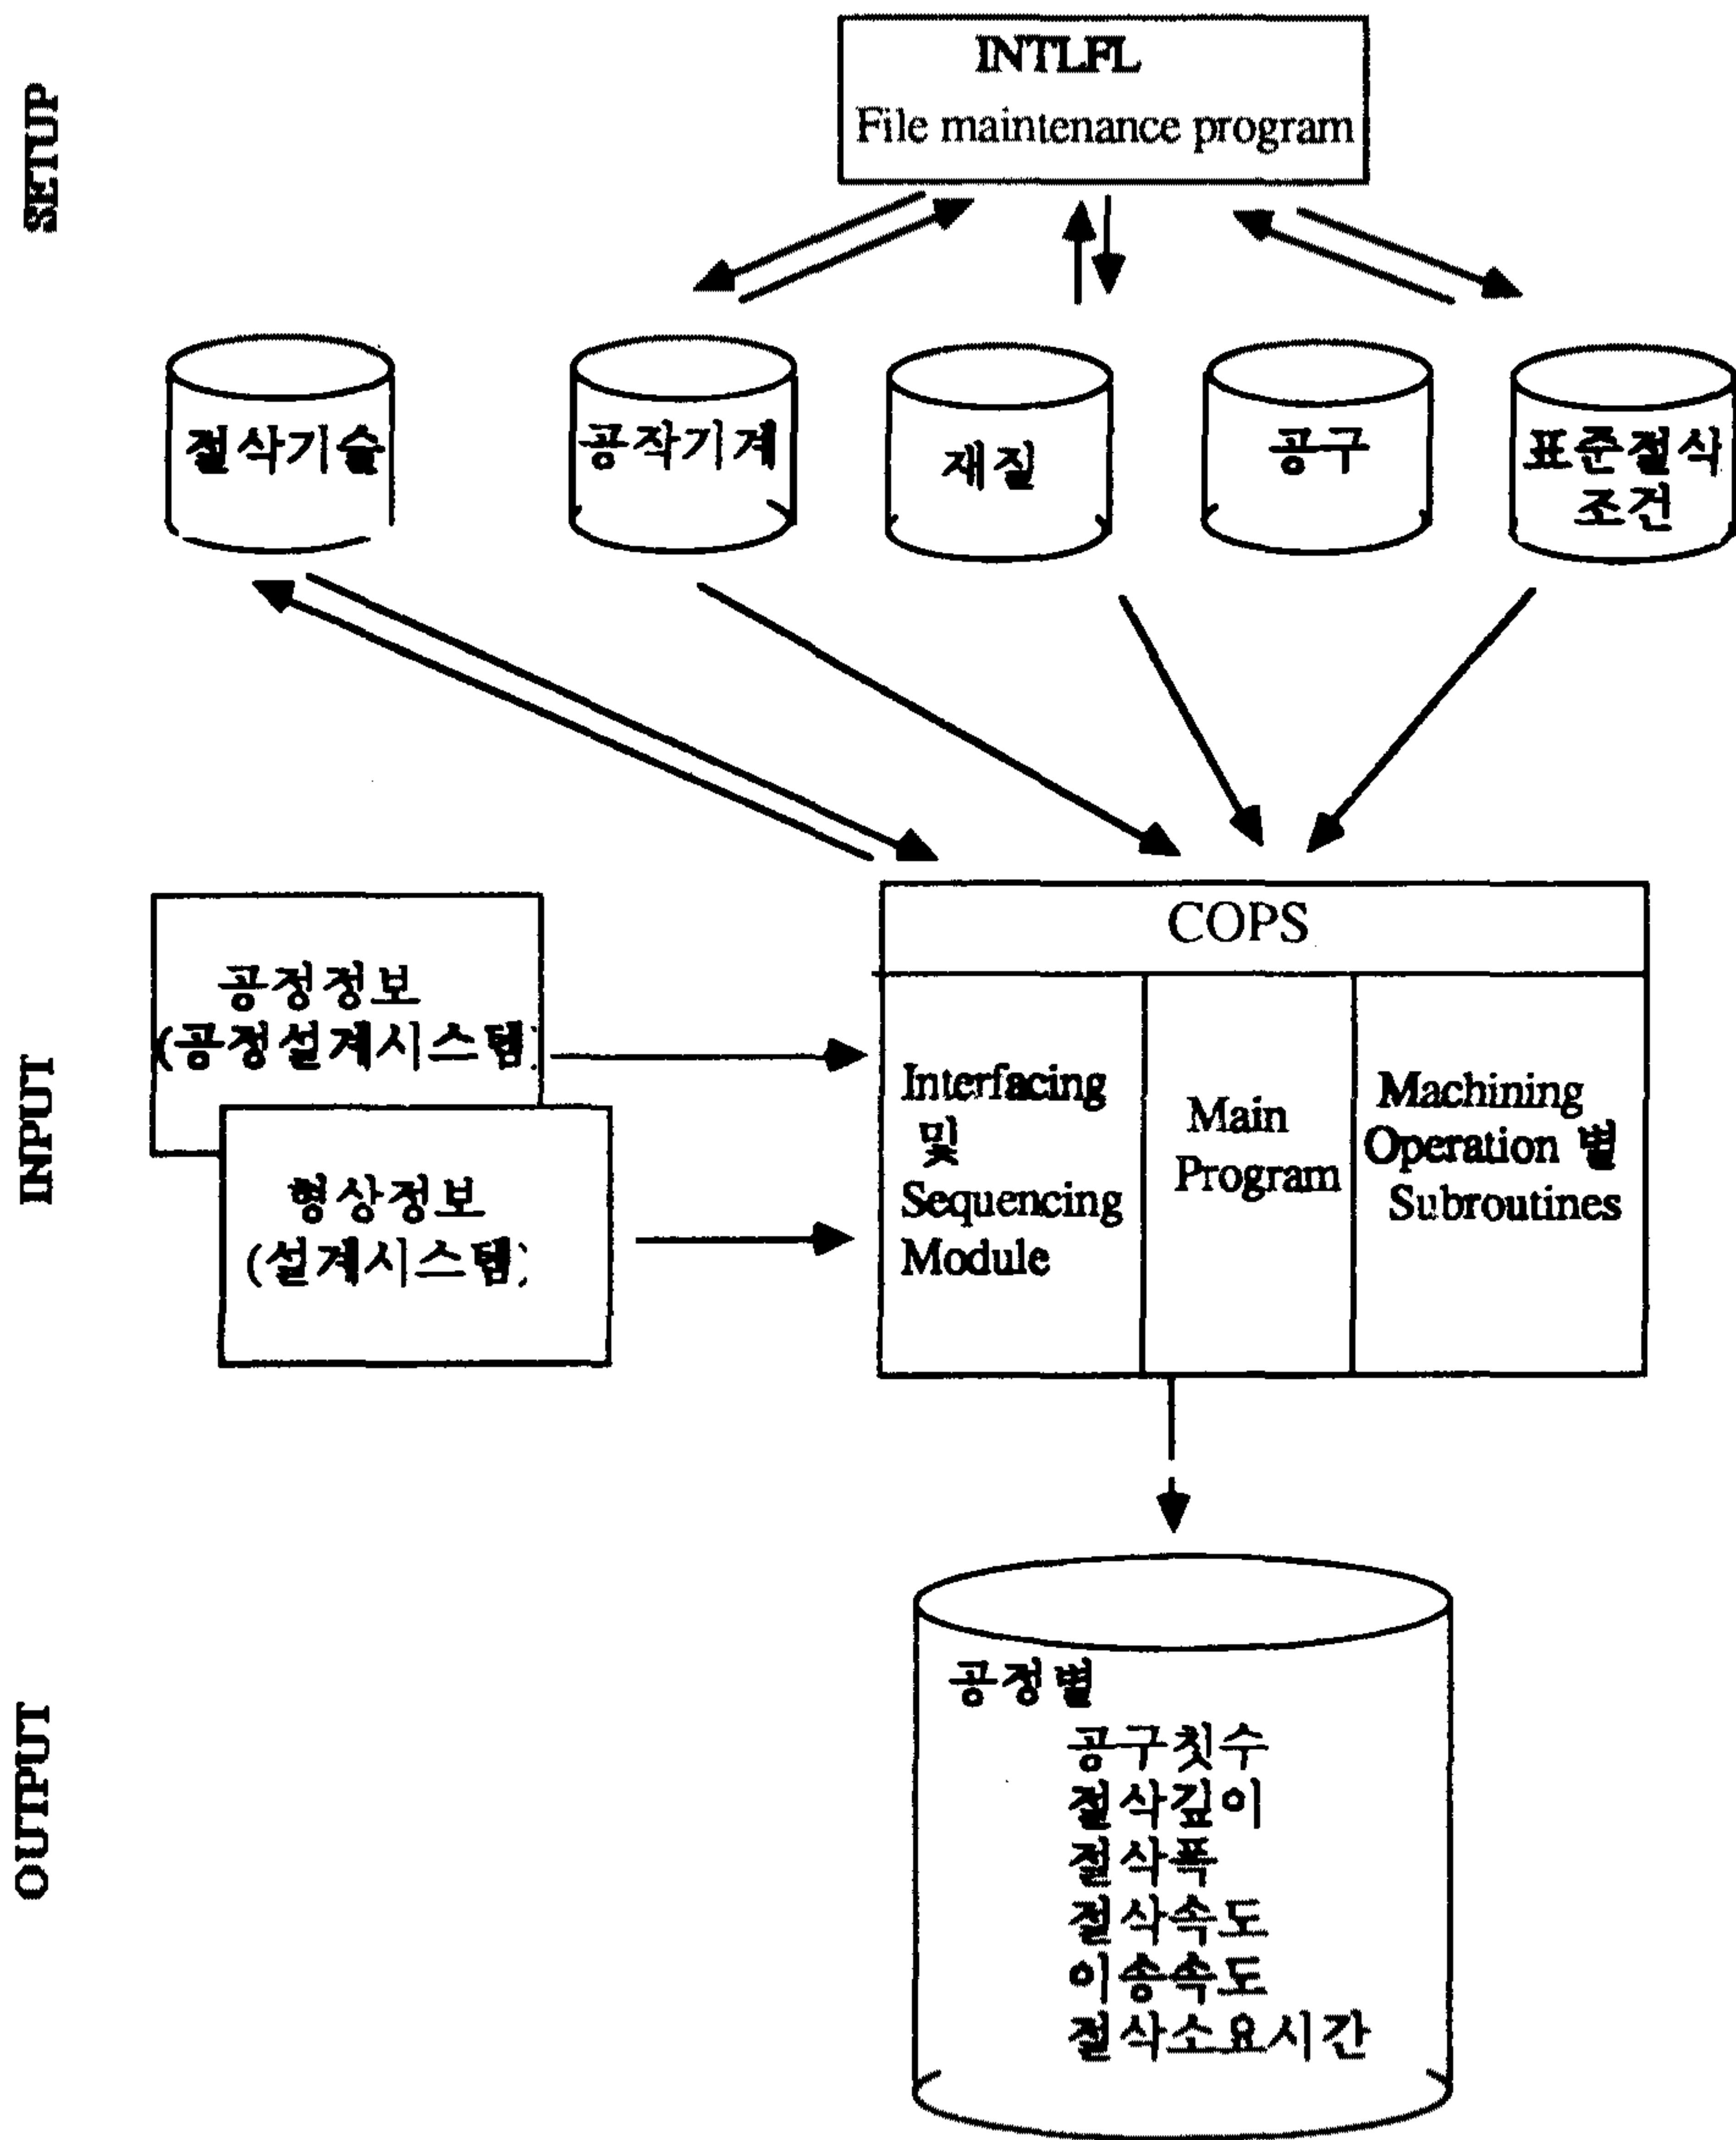 SETUP
INTLFL
File maintenance program
절삭기술
공작기계
재질
공구
표준절삭
조건
INPUT
공정정보
(공정설계시스템)
형상정보
(설계시스템)
COPS
Interfacing
및
Sequencing
Module
Main
Program
Machining
Operation 별
Subroutines
OUTPUT
공정별
공구칫수
절삭깊이
절삭폭
절삭속도
이송속도
절삭소요시간